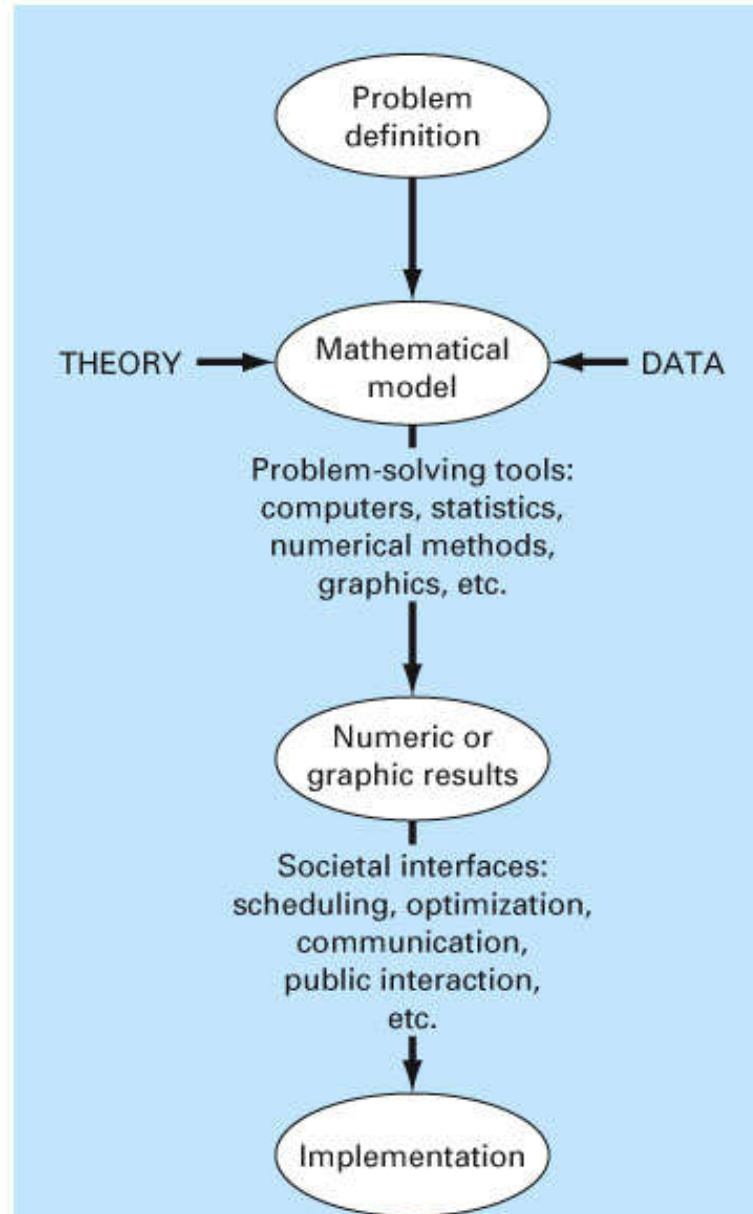 Problem
definition
THEORY
Mathematical
model
DATA
Problem-solving tools:
computers, statistics,
numerical methods,
graphics, etc.
Numeric or
graphic results
Societal interfaces:
scheduling, optimization,
communication,
public interaction,
etc.
Implementation